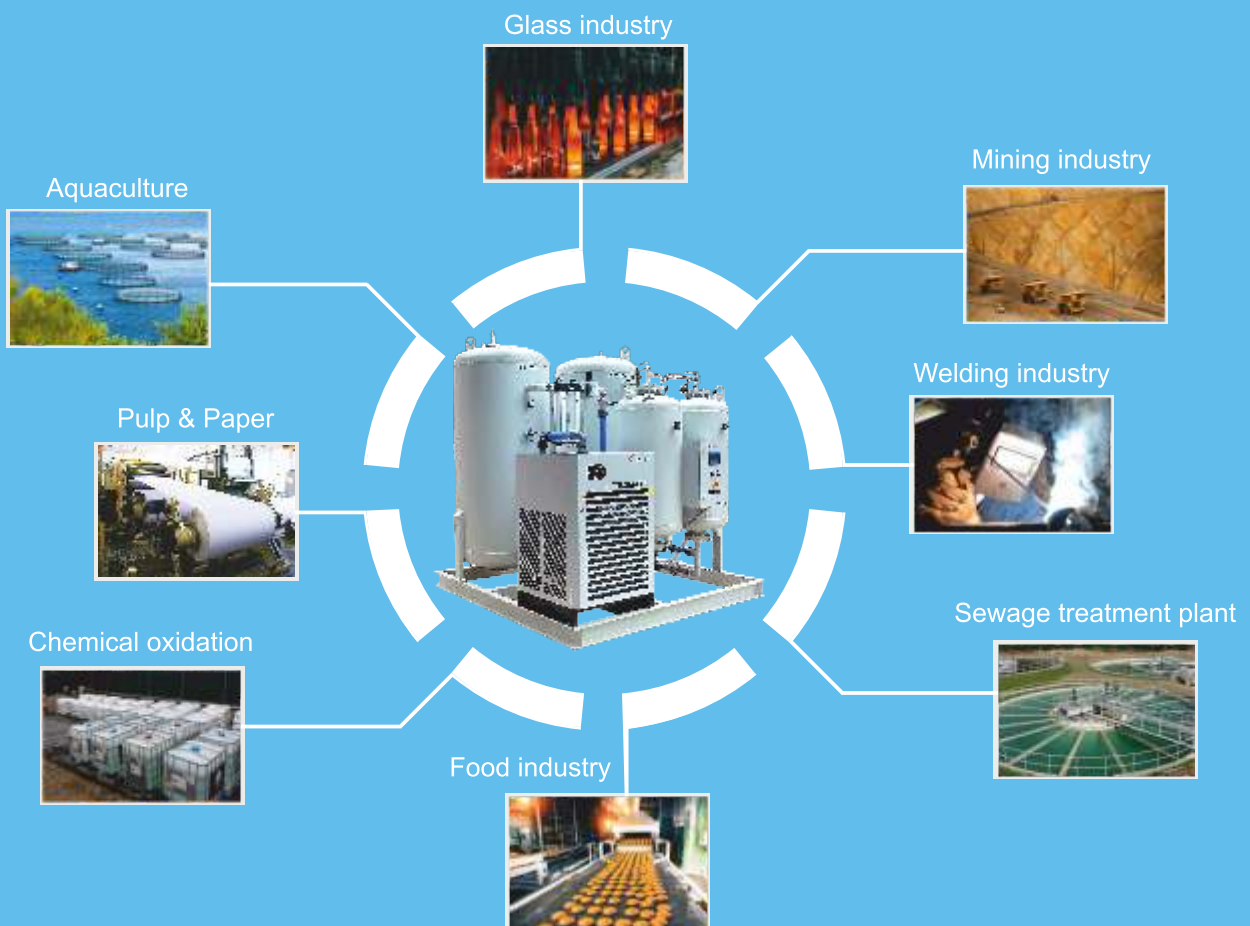 Glass industry
Mining industry
Aquaculture
Welding industry
Pulp & Paper
Sewage treatment plant
Chemical oxidation
Food industry